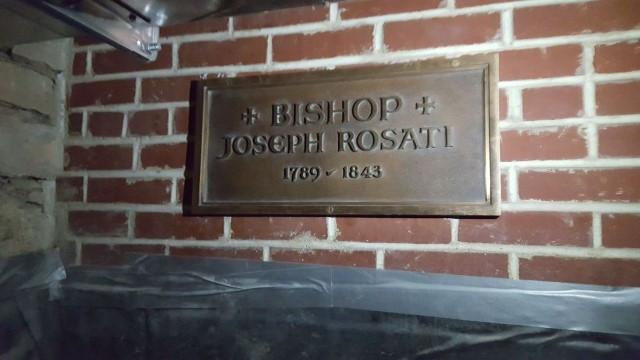 ✢ BISHOP ✢
JOSEPH ROSATI
1789 - 1843